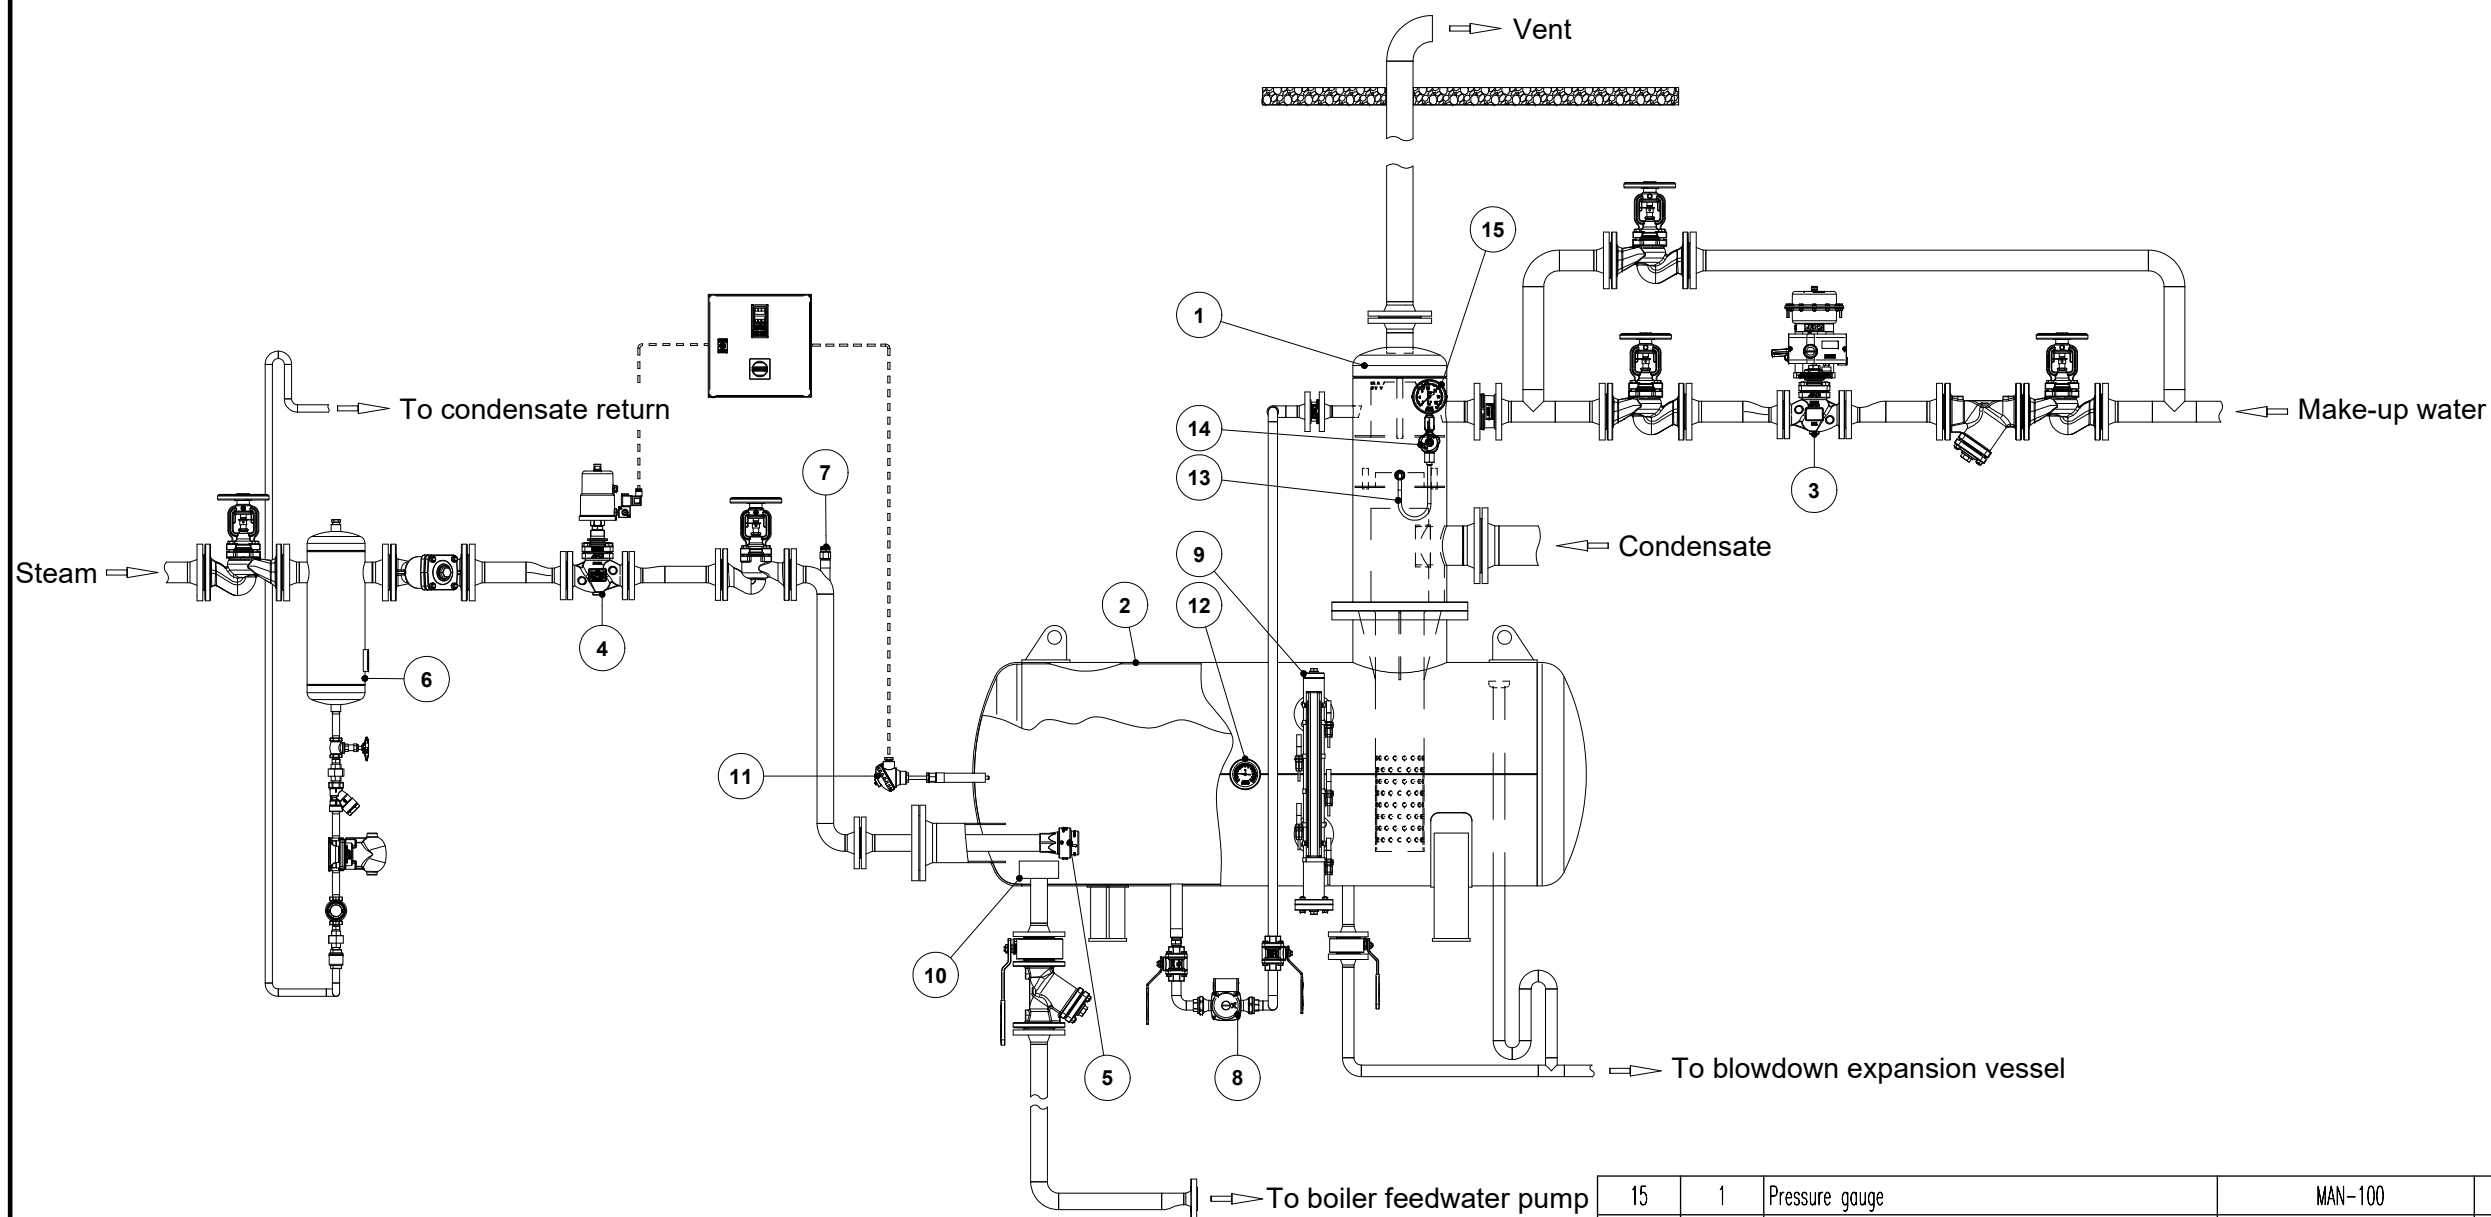 Vent
15
1
To condensate return
14
Make-up water
7
13
3
Steam
9
Condensate
2
12
4
6
11
10
5
8
To blowdown expansion vessel
To boiler feedwater pump
15 1 Pressure gauge MAN-100